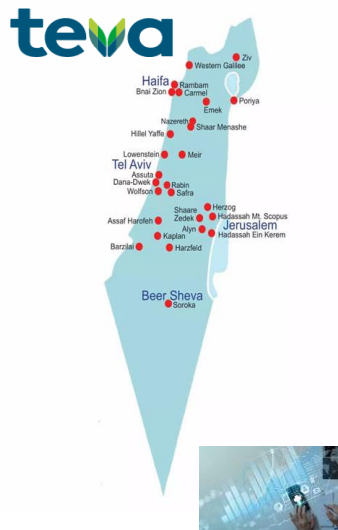 teva
Ziv
Western Galilee
Haifa
Rambam
Bnai Zion
Carmel
Poriya
Emek
Nazereth
Shaar Menashe
Hillel Yaffe
Lowenstein
Meir
Tel Aviv
Assuta
Dana-Dwek
Rabin
Wolfson
Safra
Herzog
Shaare
Zedek
Hadassah Mt. Scopus
Assaf Harofeh
Jerusalem
Alyn
Hadassah Ein Kerem
Kaplan
Barzilai
Harzfeld
Beer Sheva
Soroka